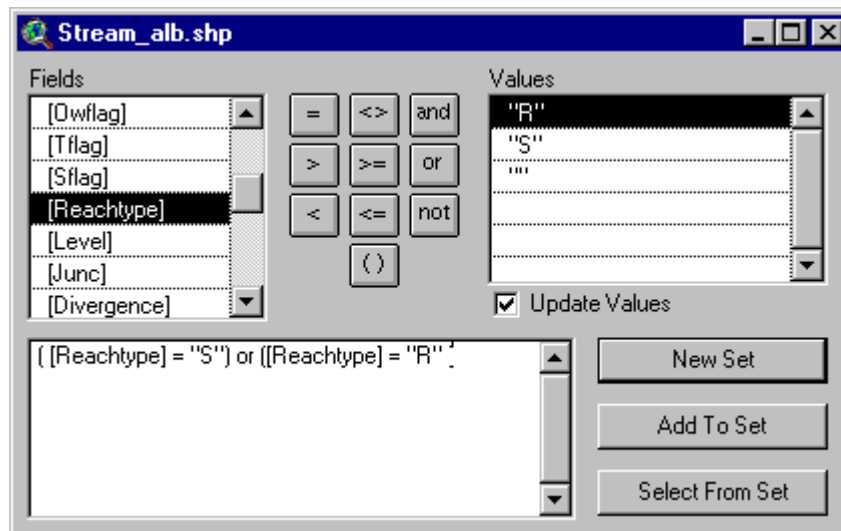 Stream_alb.shp
Fields
[Owflag]
[Tflag]
[Sflag]
[Reachtype]
[Level]
[Junc]
[Divergence]
= <> and
> >= or
< <= not
()
Values
"R"
"S"
""
Update Values
( [Reachtype] = "S") or ([Reachtype] = "R"
New Set
Add To Set
Select From Set